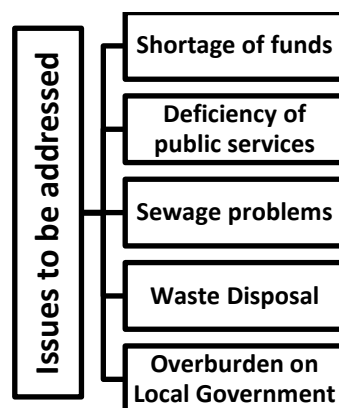 Issues to be addressed
Shortage of funds
Deficiency of
public services
Sewage problems
Waste Disposal
Overburden on
Local Government